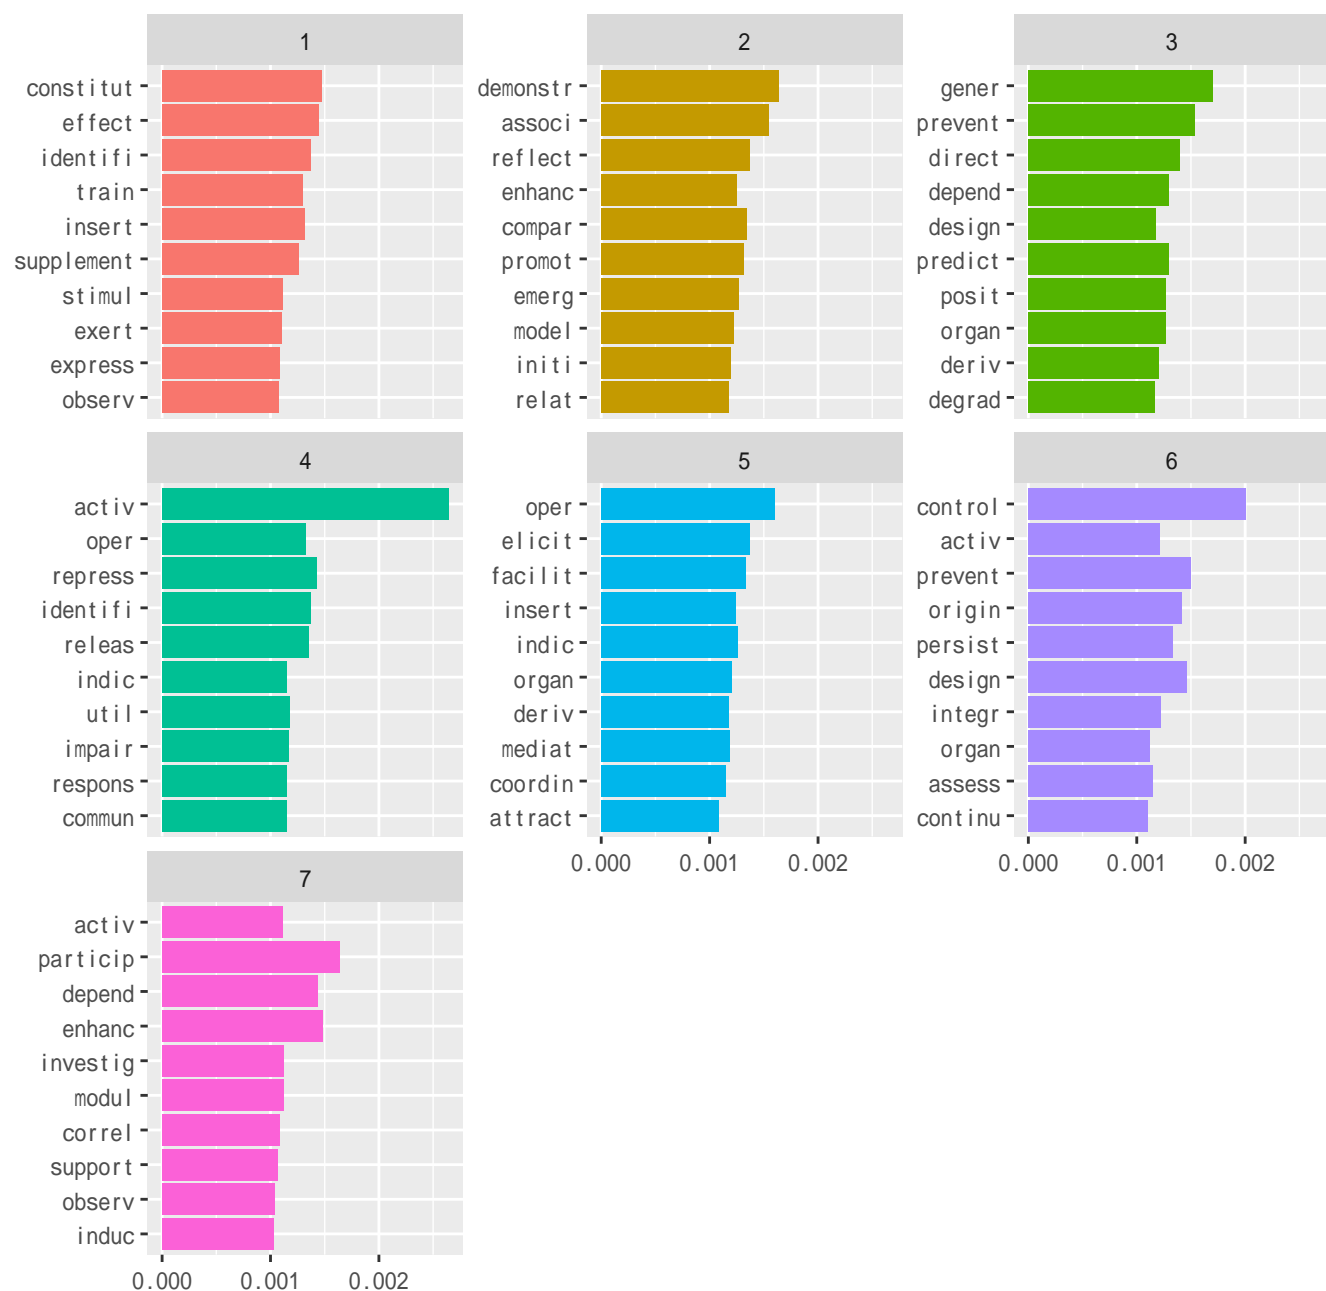 1
constitut
effect
identifi
train
insert
supplement
stimul
exert
express
observ
2
demonstr
associ
reflect
enhanc
compar
promot
emerg
model
initi
relat
3
gener
prevent
direct
depend
design
predict
posit
organ
deriv
degrad
4
activ
oper
repress
identifi
releas
indic
util
impair
respons
commun
5
oper
elicit
facilit
insert
indic
organ
deriv
mediat
coordin
attract
0.000 0.001 0.002
6
control
activ
prevent
origin
persist
design
integr
organ
assess
continu
0.000 0.001 0.002
7
activ
particip
depend
enhanc
investig
modul
correl
support
observ
induc
0.000 0.001 0.002